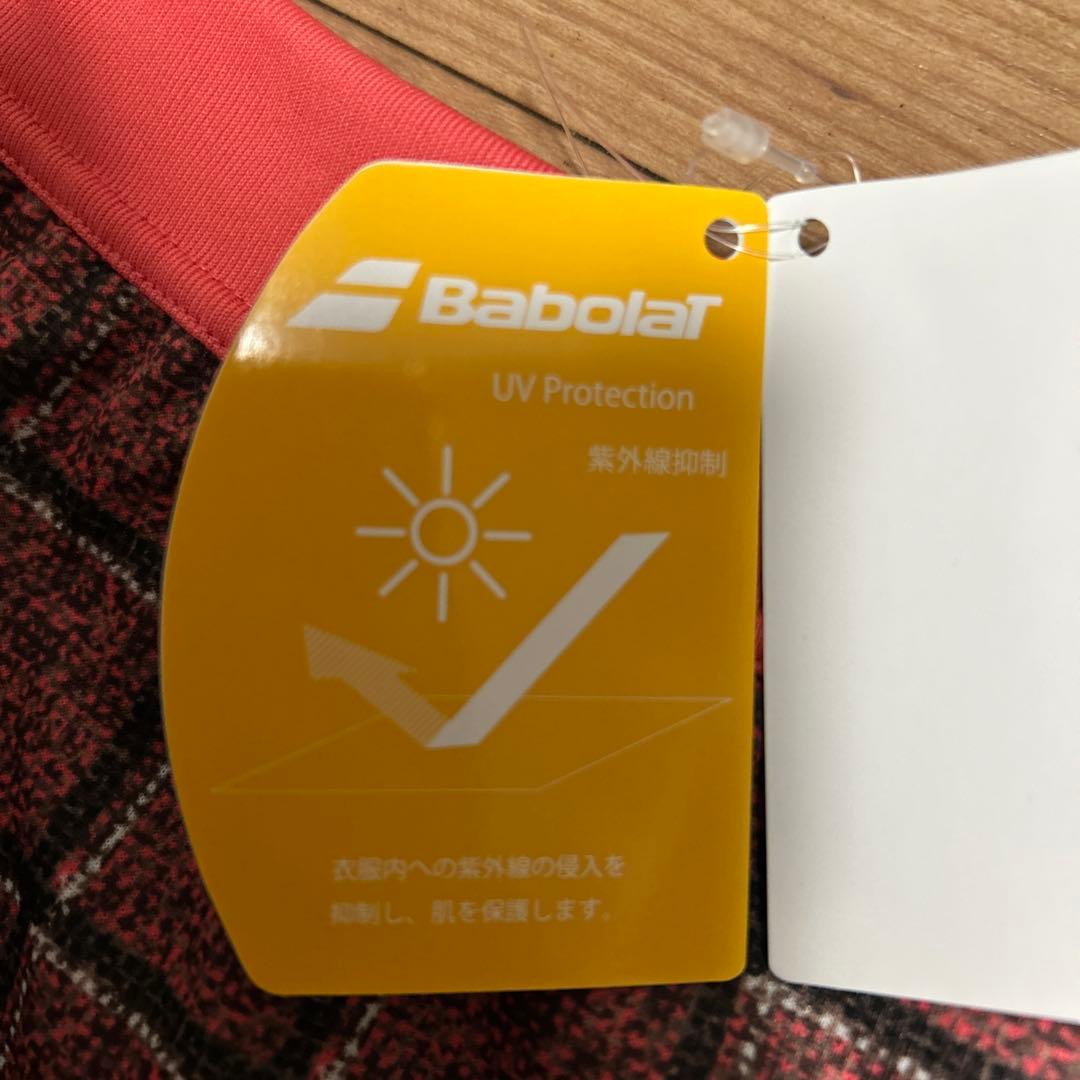 BabolaT
UV Protection
紫外線抑制
衣服内への紫外線の侵入を
抑制し、肌を保護します。